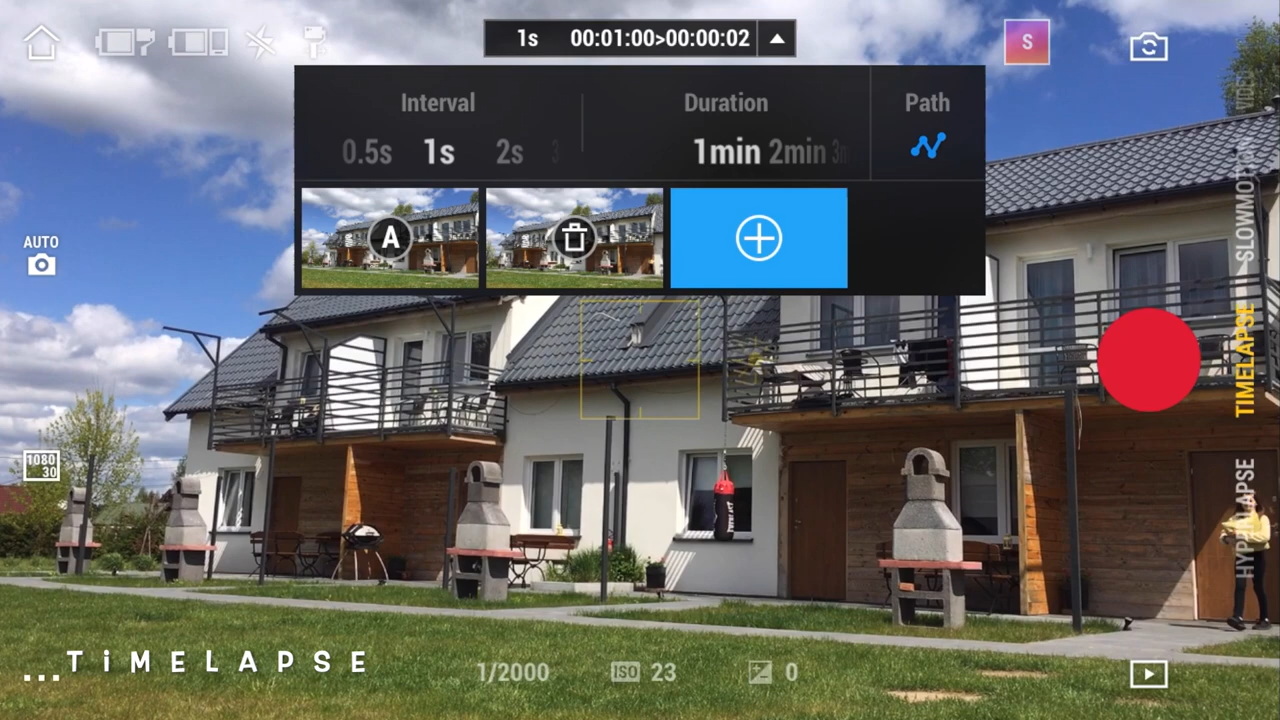 1s 00:01:00>00:00:02
S
Interval Duration Path
0.5s 1s 2s 1min 2min
A
AUTO
1080
30
VIDEO
SLOWMOTION
TIMELAPSE
HYPERLAPSE
...TiMELAPSE
1/2000 ISO 23 0